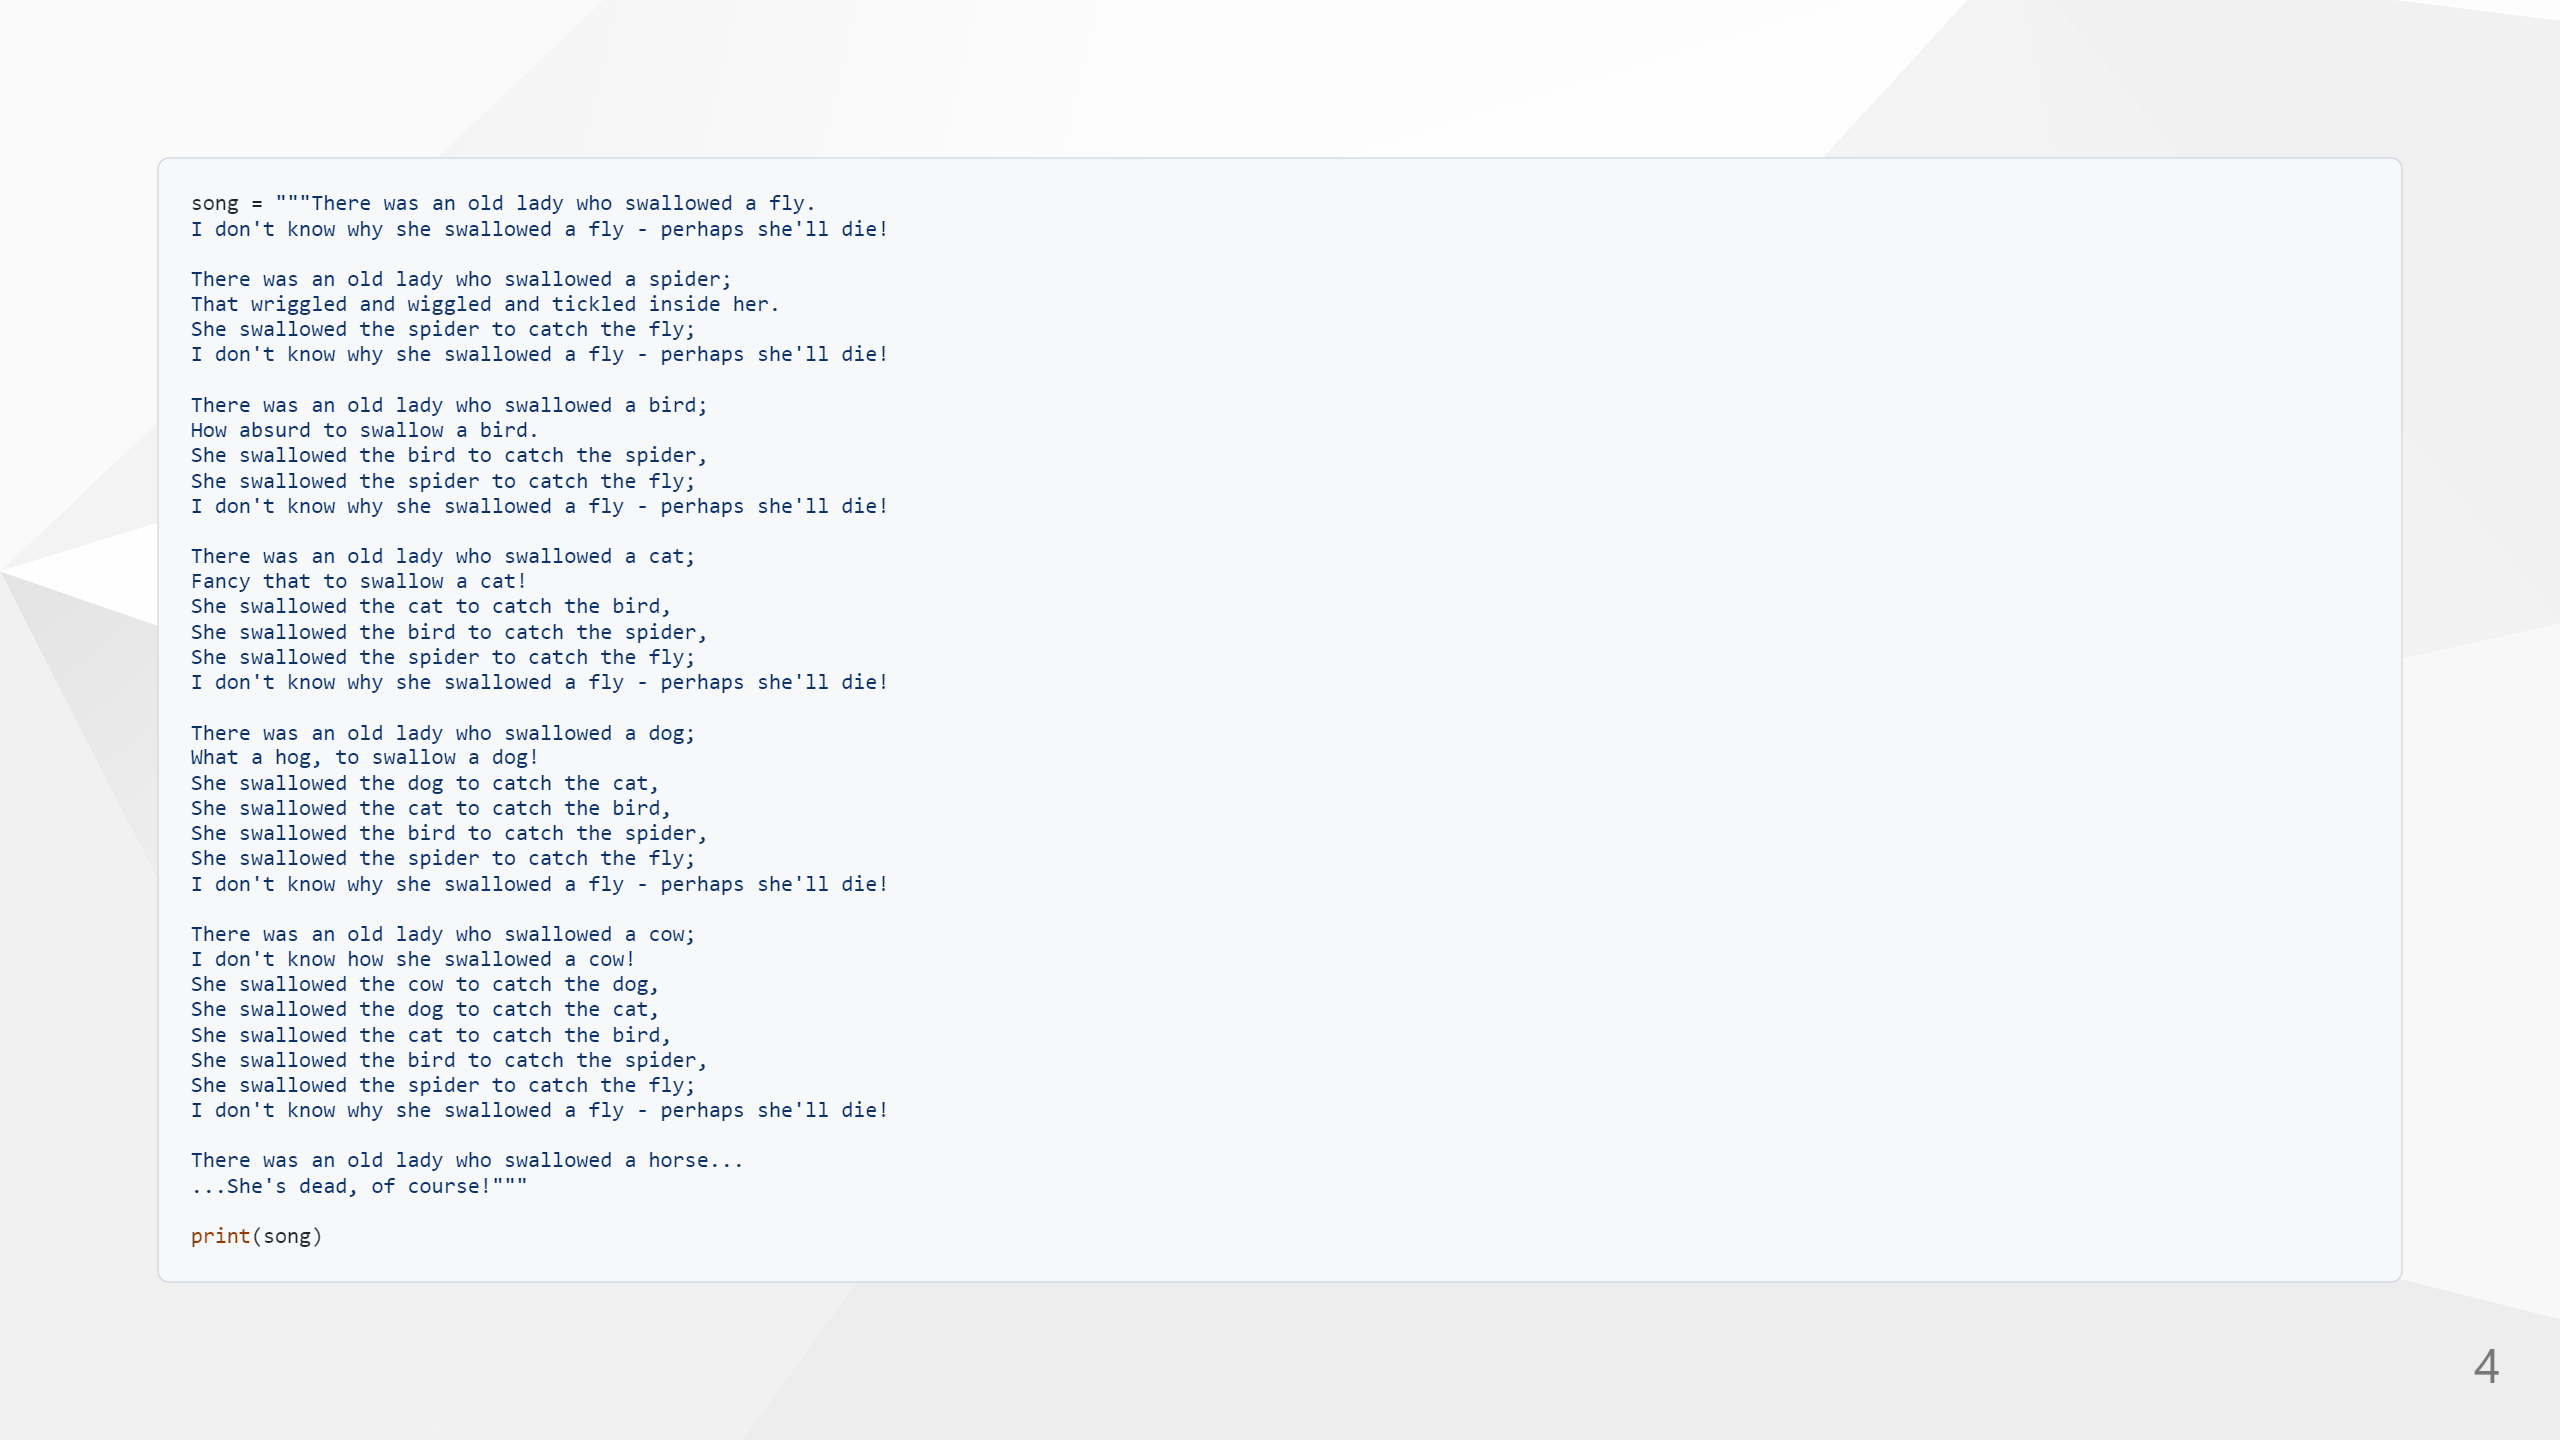 song = """There was an old lady who swallowed a fly.
I don't know why she swallowed a fly - perhaps she'll die!

There was an old lady who swallowed a spider;
That wriggled and wiggled and tickled inside her.
She swallowed the spider to catch the fly;
I don't know why she swallowed a fly - perhaps she'll die!

There was an old lady who swallowed a bird;
How absurd to swallow a bird.
She swallowed the bird to catch the spider,
She swallowed the spider to catch the fly;
I don't know why she swallowed a fly - perhaps she'll die!

There was an old lady who swallowed a cat;
Fancy that to swallow a cat!
She swallowed the cat to catch the bird,
She swallowed the bird to catch the spider,
She swallowed the spider to catch the fly;
I don't know why she swallowed a fly - perhaps she'll die!

There was an old lady who swallowed a dog;
What a hog, to swallow a dog!
She swallowed the dog to catch the cat,
She swallowed the cat to catch the bird,
She swallowed the bird to catch the spider,
She swallowed the spider to catch the fly;
I don't know why she swallowed a fly - perhaps she'll die!

There was an old lady who swallowed a cow;
I don't know how she swallowed a cow!
She swallowed the cow to catch the dog,
She swallowed the dog to catch the cat,
She swallowed the cat to catch the bird,
She swallowed the bird to catch the spider,
She swallowed the spider to catch the fly;
I don't know why she swallowed a fly - perhaps she'll die!

There was an old lady who swallowed a horse...
...She's dead, of course!"""

print(song)
4